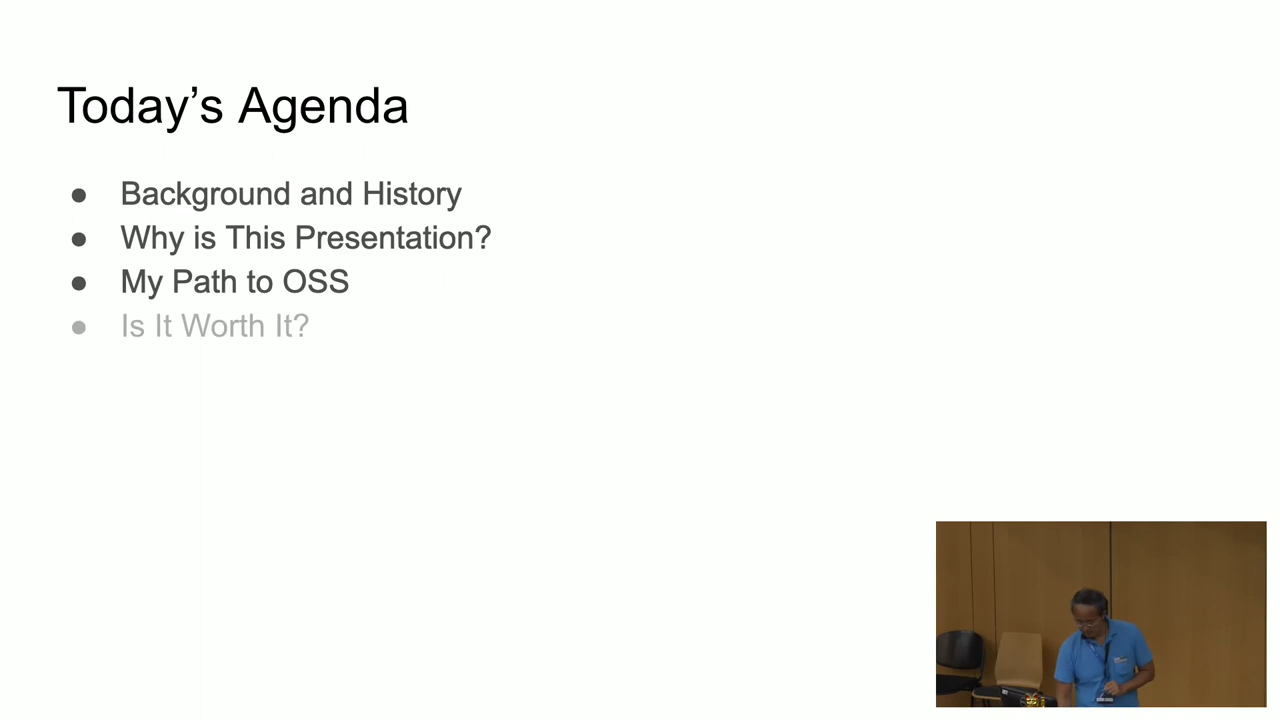 Today’s Agenda
● Background and History
● Why is This Presentation?
● My Path to OSS
● Is It Worth It?